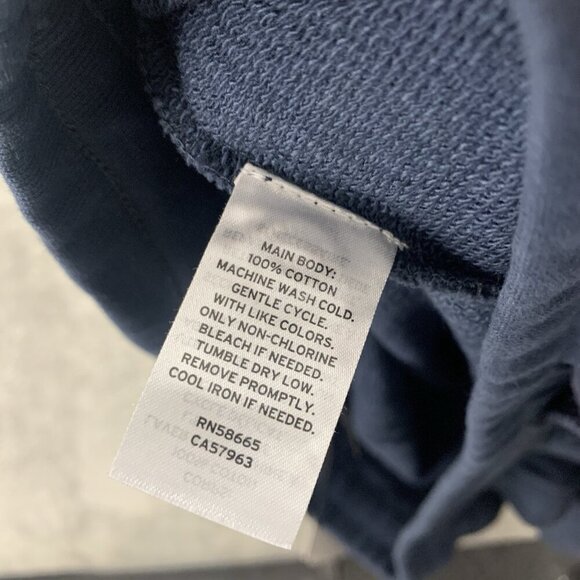 MAIN BODY:
100% COTTON
MACHINE WASH COLD.
GENTLE CYCLE.
WITH LIKE COLORS.
ONLY NON-CHLORINE
BLEACH IF NEEDED.
TUMBLE DRY LOW.
REMOVE PROMPTLY.
COOL IRON IF NEEDED.
RN58665
CA57963